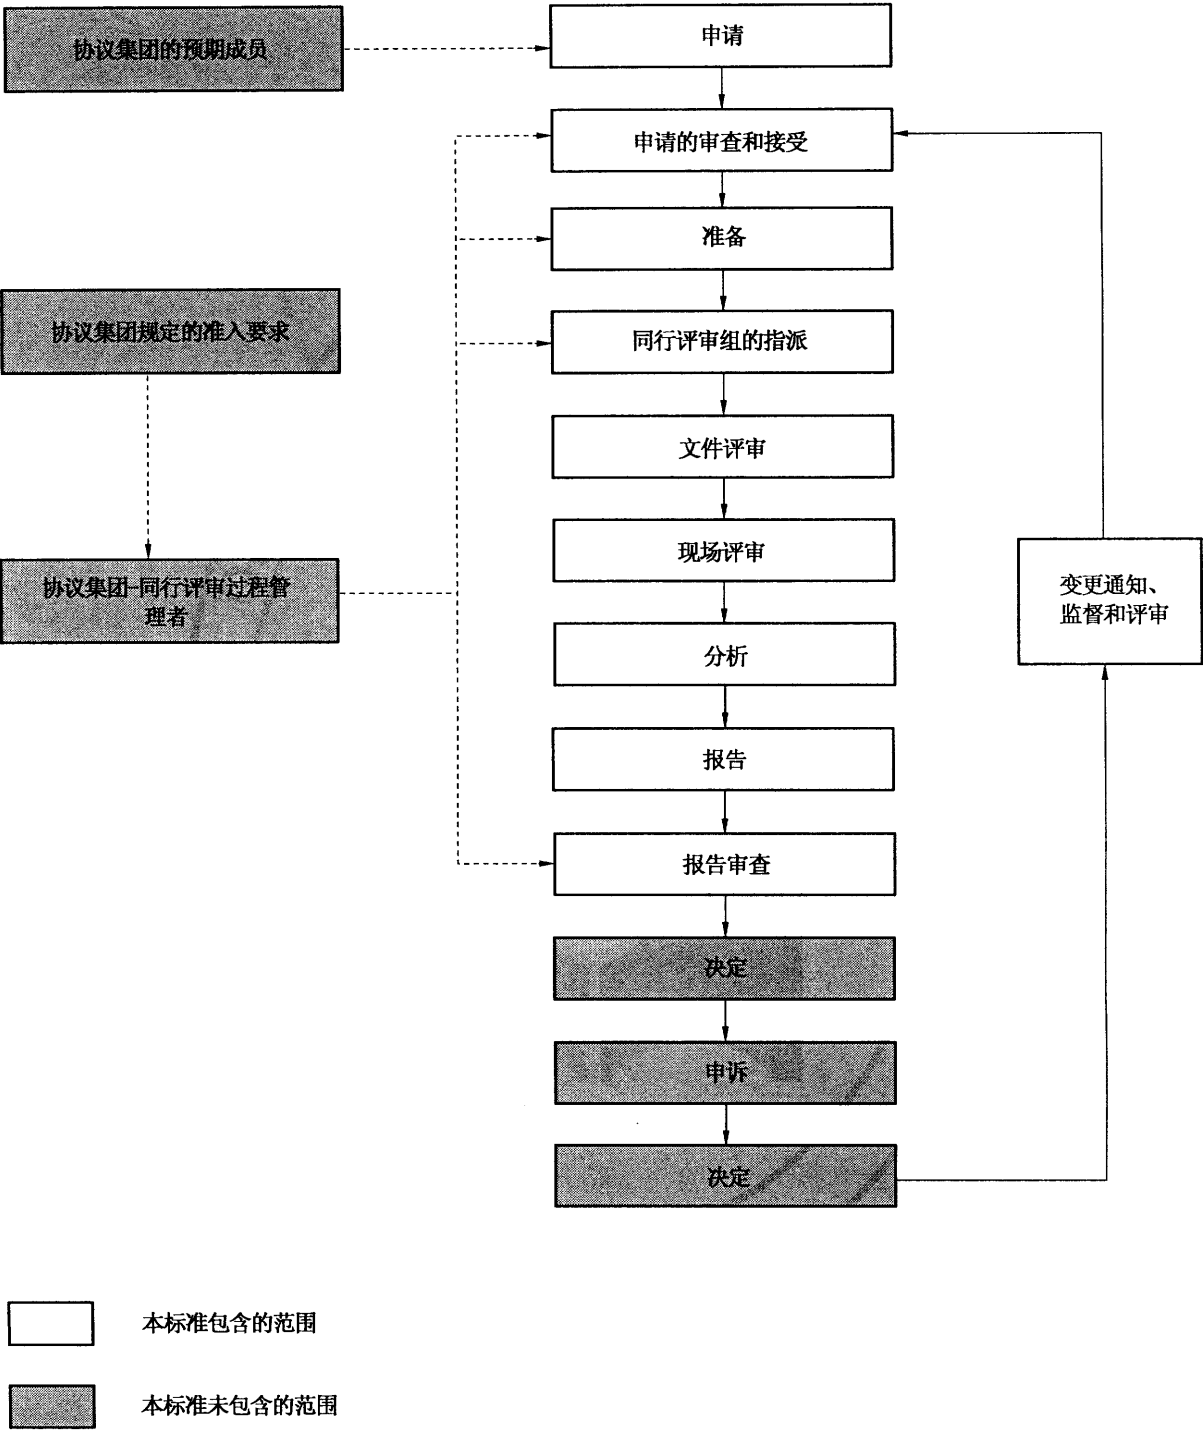 协议集团的预期成员
申请
申请的审查和接受
准备
协议集团规定的准入要求
同行评审组的指派
文件评审
现场评审
协议集团-同行评审过程管
理者
变更通知、
监督和评审
分析
报告
报告审查
决定
申诉
决定
本标准包含的范围
本标准未包含的范围